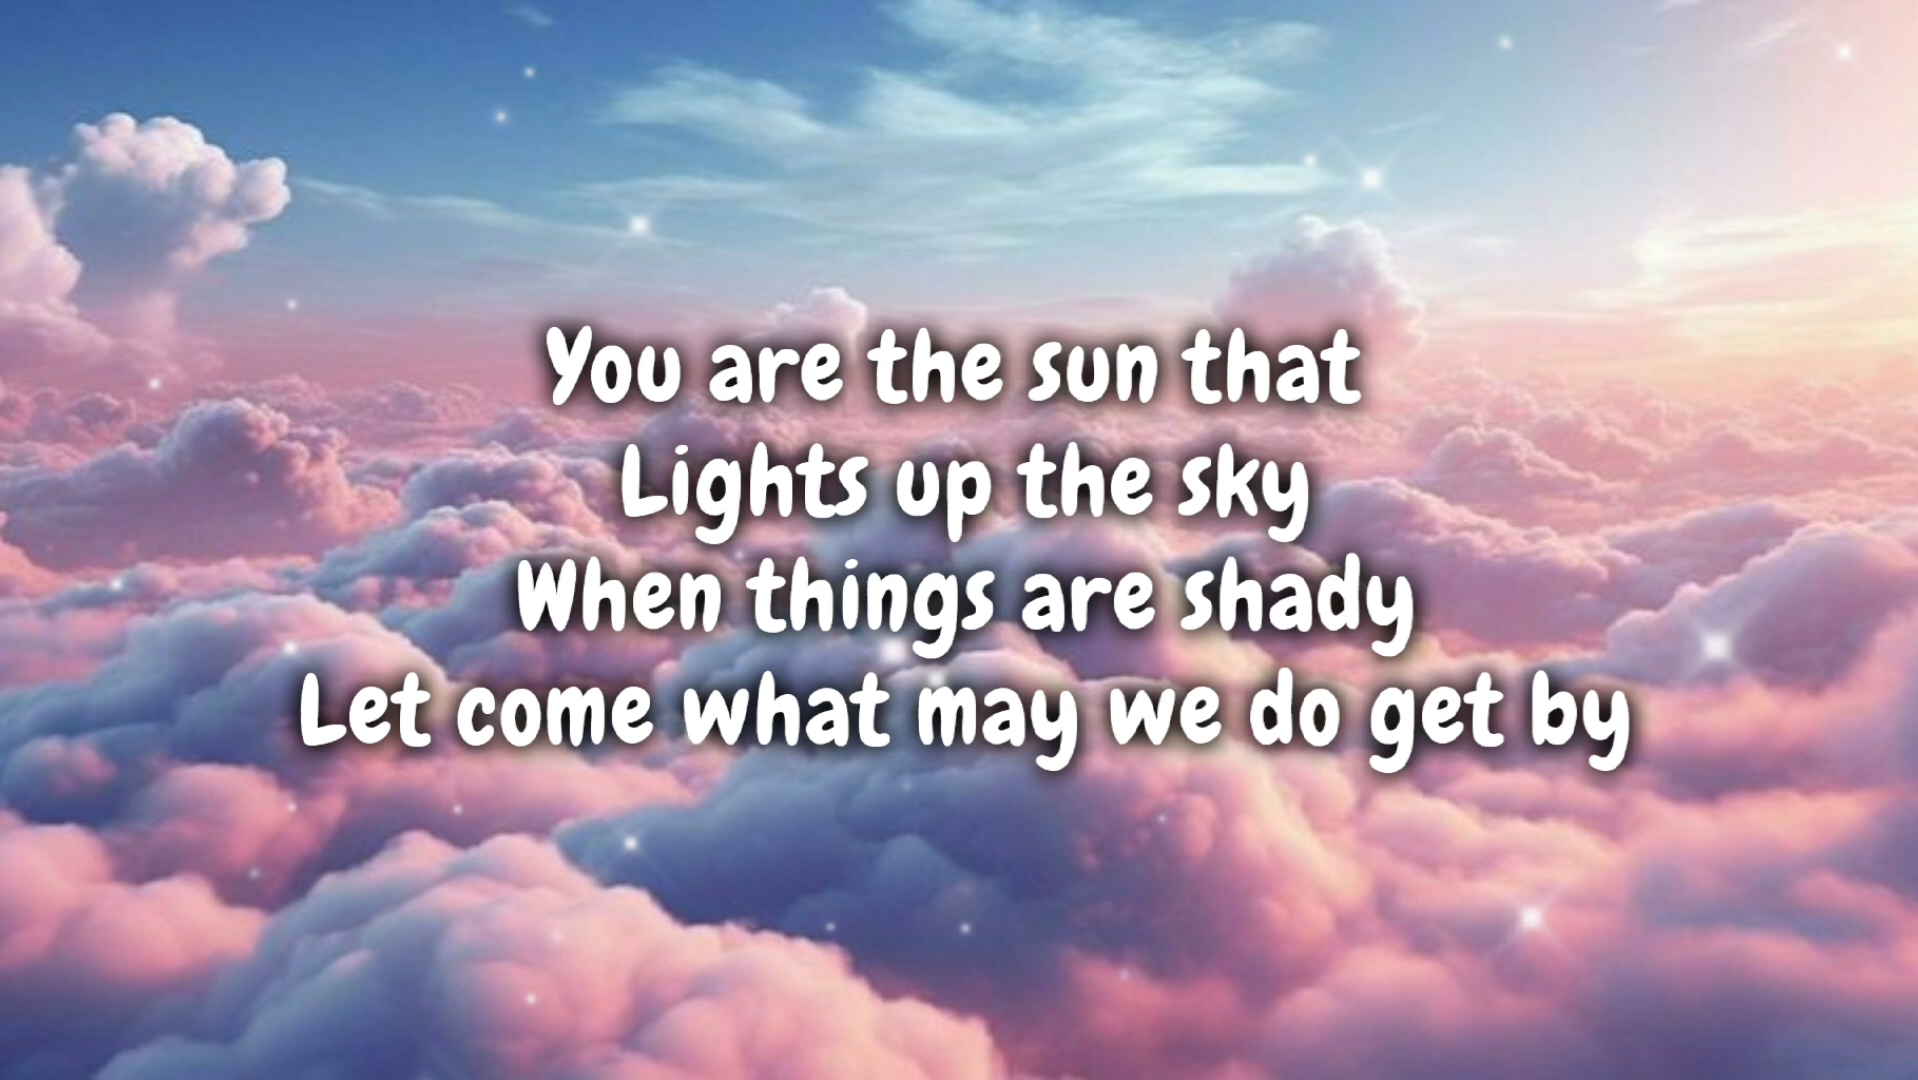 You are the sun that
Lights up the sky
When things are shady
Let come what may we do get by